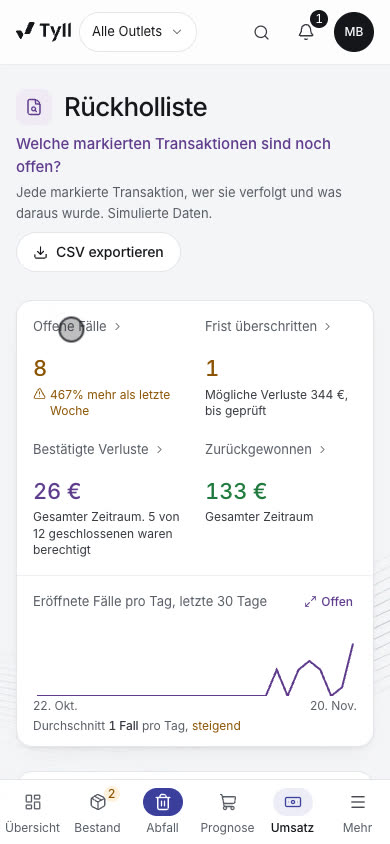 Tyll
Alle Outlets
1
MB
Rückholliste
Welche markierten Transaktionen sind noch
offen?
Jede markierte Transaktion, wer sie verfolgt und was
daraus wurde. Simulierte Daten.
CSV exportieren
Offene Fälle
Frist überschritten
8
1
467% mehr als letzte
Woche
Mögliche Verluste 344 €,
bis geprüft
Bestätigte Verluste
Zurückgewonnen
26 €
133 €
Gesamter Zeitraum. 5 von
12 geschlossenen waren
berechtigt
Gesamter Zeitraum
Eröffnete Fälle pro Tag, letzte 30 Tage
Offen
22. Okt.
20. Nov.
Durchschnitt 1 Fall pro Tag, steigend
2
Übersicht
Bestand
Abfall
Prognose
Umsatz
Mehr